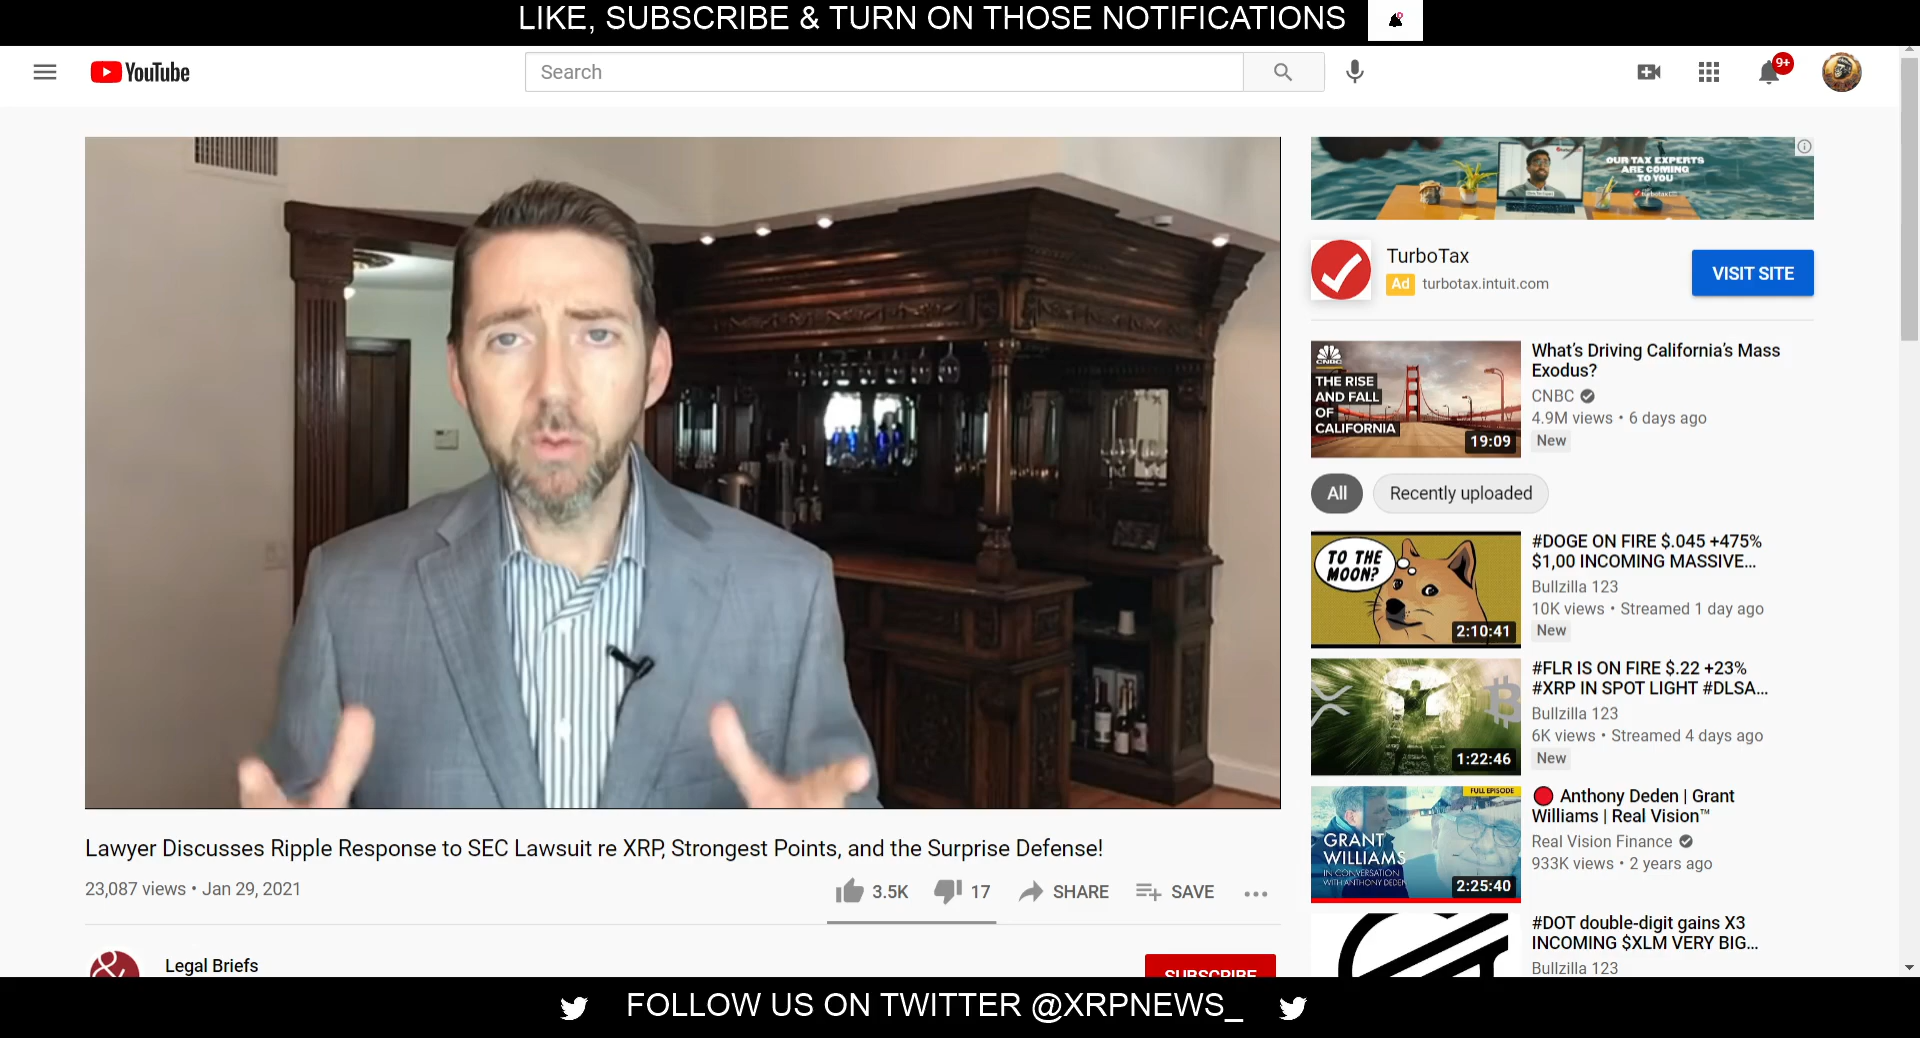 LIKE, SUBSCRIBE & TURN ON THOSE NOTIFICATIONS
YouTube
Search
9+
OUR TAX EXPERTS
ARE COMING
TO YOU
turbotax
TurboTax
Ad turbotax.intuit.com
VISIT SITE
CNBC
THE RISE
AND FALL
OF
CALIFORNIA
19:09
What's Driving California's Mass
Exodus?
CNBC
4.9M views • 6 days ago
New
All
Recently uploaded
TO THE
MOON?
2:10:41
#DOGE ON FIRE $.045 +475%
$1,00 INCOMING MASSIVE...
Bullzilla 123
10K views • Streamed 1 day ago
New
1:22:46
#FLR IS ON FIRE $.22 +23%
#XRP IN SPOT LIGHT #DLSA...
Bullzilla 123
6K views • Streamed 4 days ago
New
FULL EPISODE
GRANT
WILLIAMS
IN CONVERSATION
WITH ANTHONY DEDEN
2:25:40
Anthony Deden | Grant
Williams | Real Vision™
Real Vision Finance
933K views • 2 years ago
#DOT double-digit gains X3
INCOMING $XLM VERY BIG...
Bullzilla 123
Lawyer Discusses Ripple Response to SEC Lawsuit re XRP, Strongest Points, and the Surprise Defense!
23,087 views • Jan 29, 2021
3.5K
17
SHARE
SAVE
Legal Briefs
SUBSCRIBE
FOLLOW US ON TWITTER @XRPNEWS_